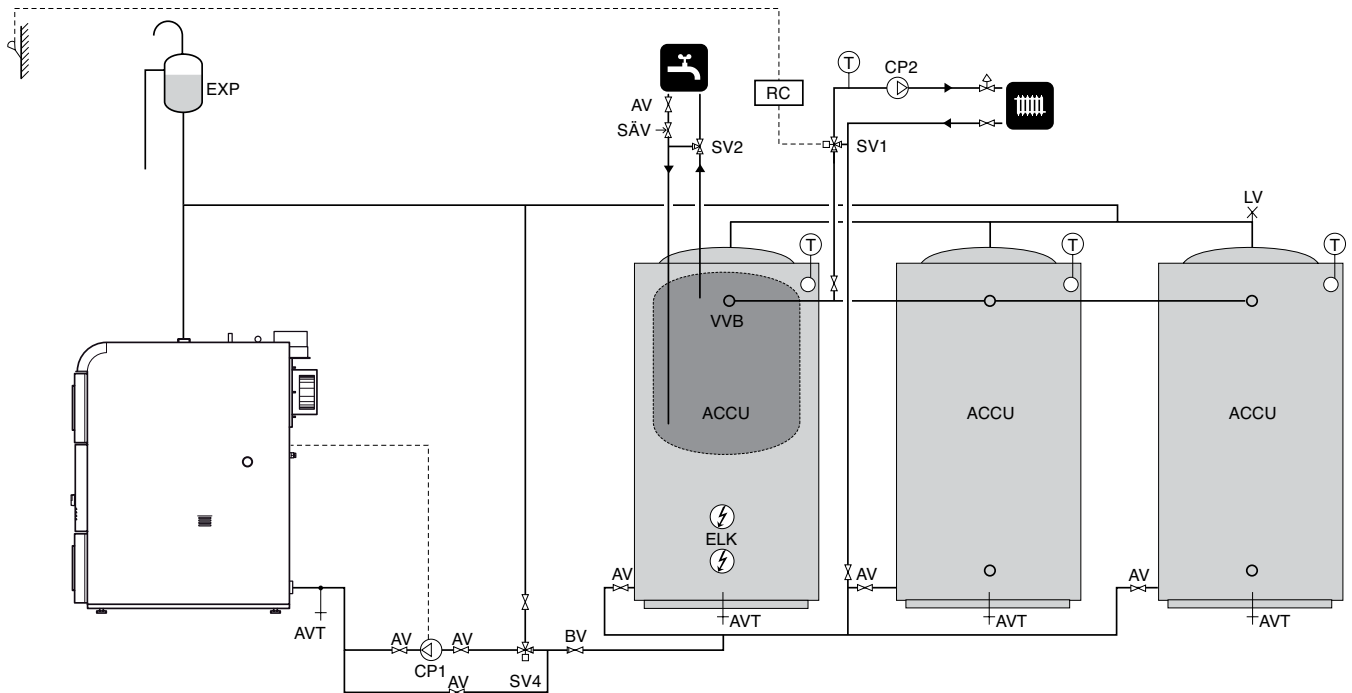 EXP
AV
SÄV
SV2
RC
T
CP2
SV1
LV
T
T
T
VVB
ACCU
ACCU
ACCU
ELK
AV
AV
AV
AVT
AVT
AVT
AVT
AV
AV
BV
CP1
SV4
AV